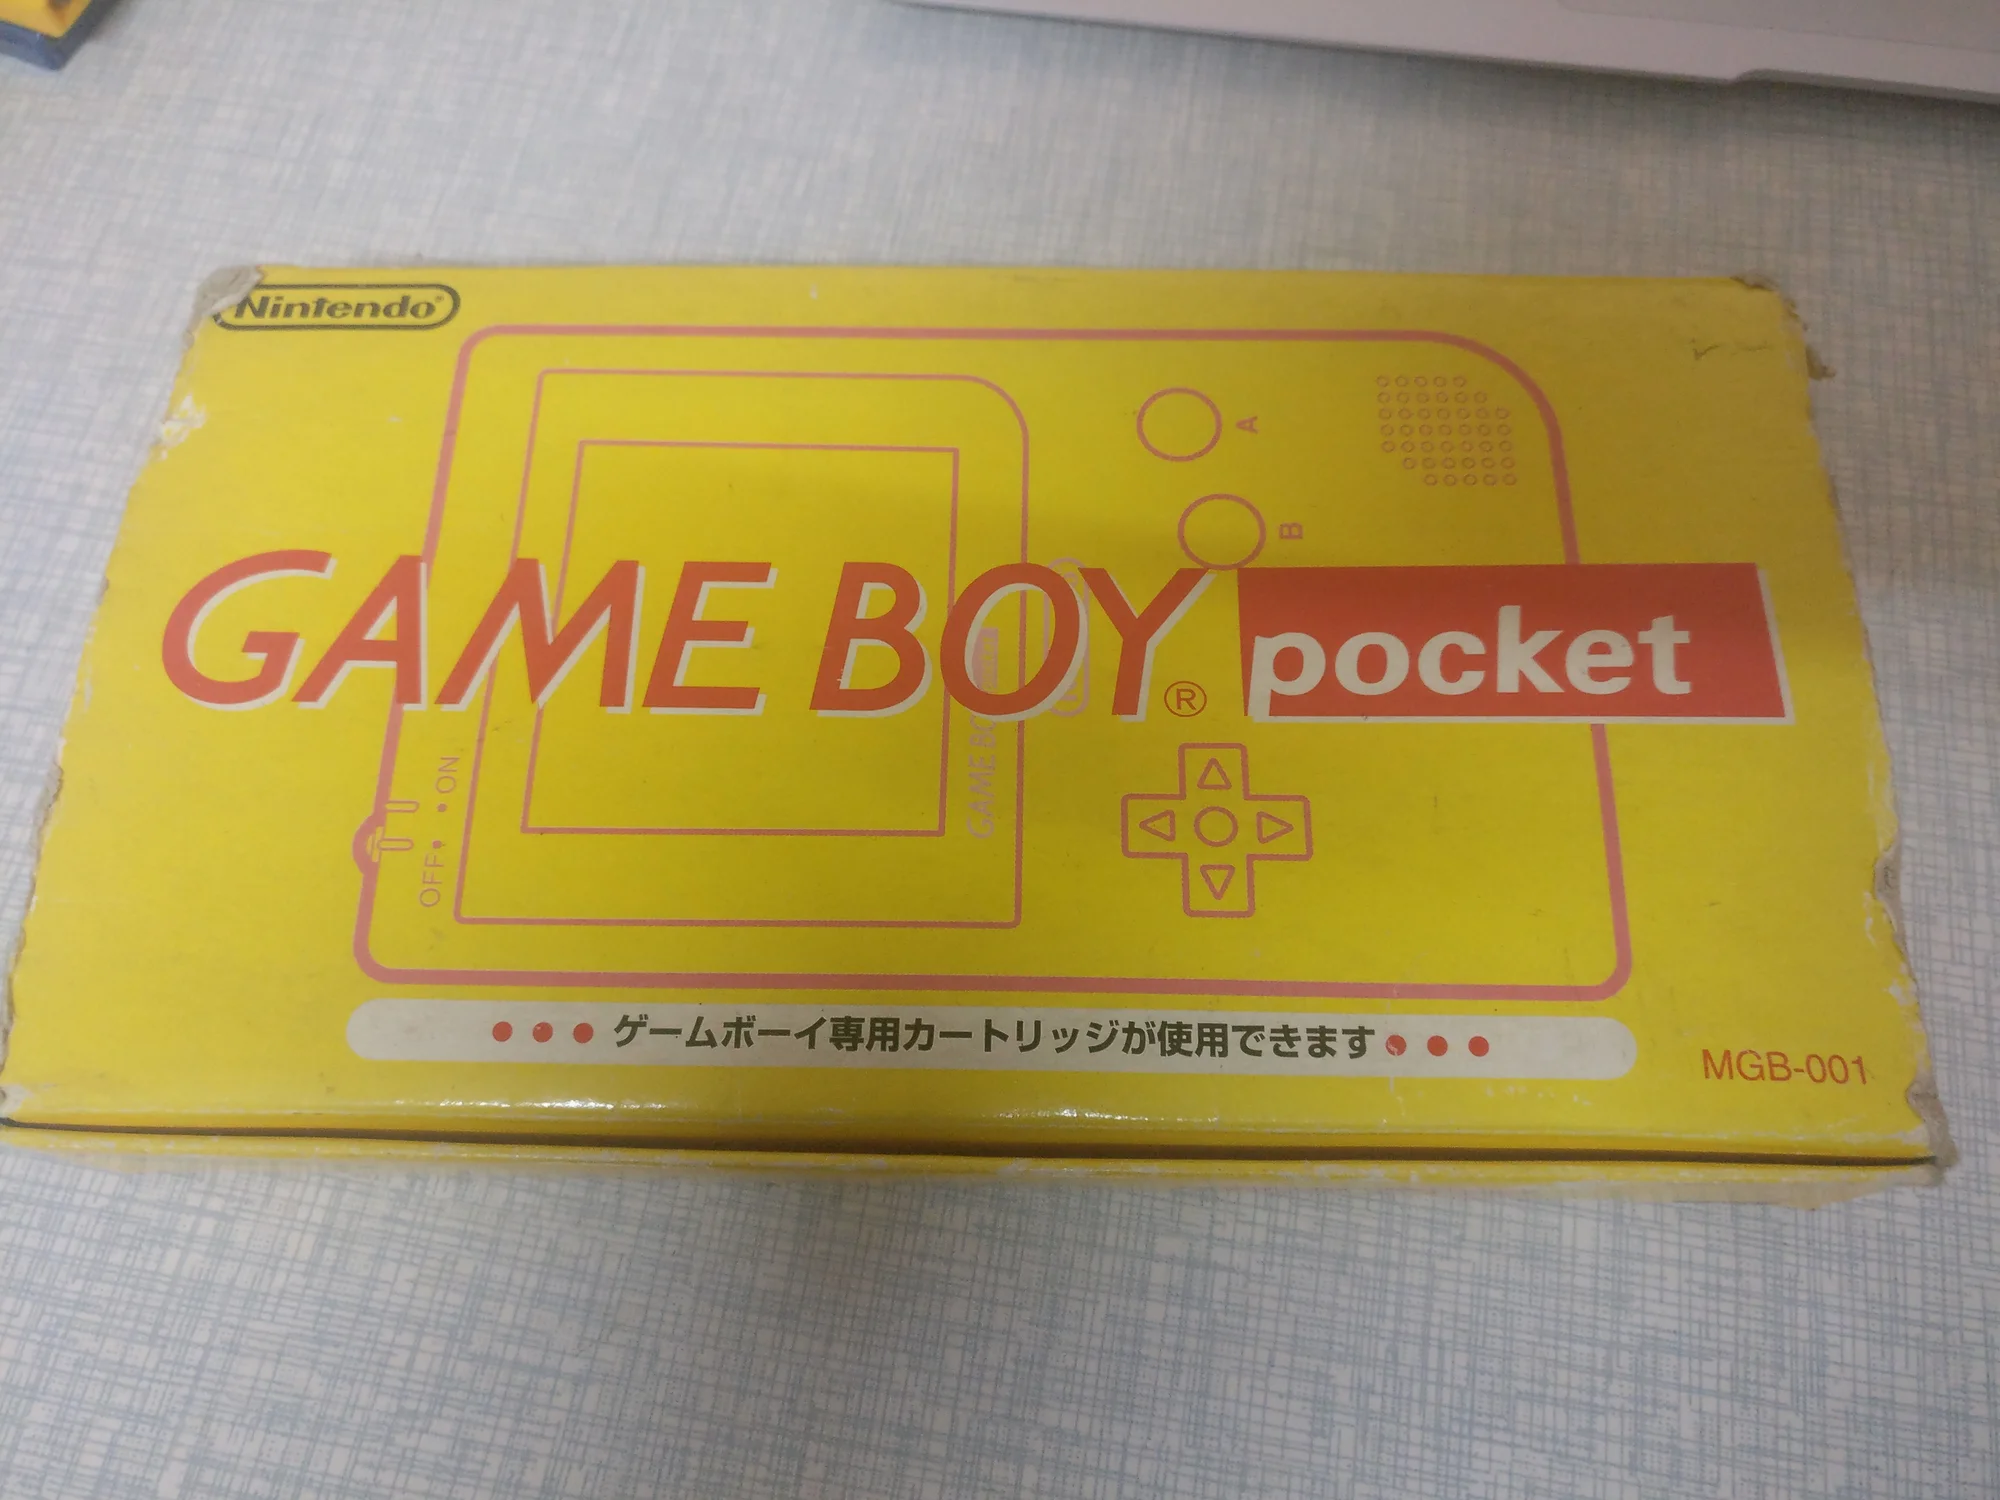 Nintendo®
A
B
GAME BOY® pocket
GAME BO
OFF • • ON
••• ゲームボーイ専用カートリッジが使用できます •••
MGB-001